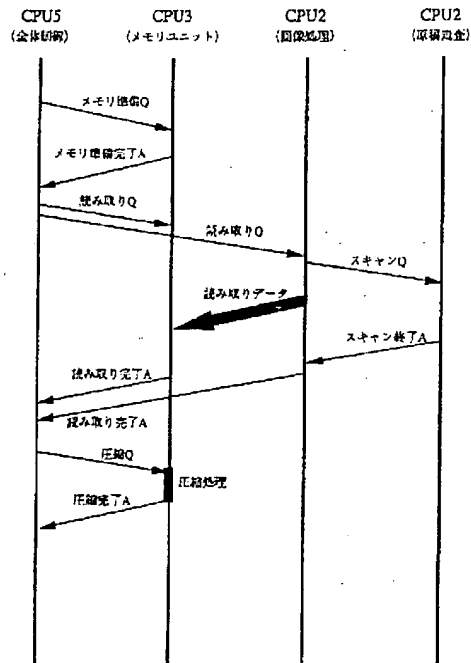 CPU5
CPU3
CPU2
CPU2
(全体制御)
(メモリユニット)
(画像処理)
(原稿走査)
メモリ準備Q
メモリ準備完了A
読み取りQ
読み取りQ
スキャンQ
読み取りデータ
スキャン終了A
読み取り完了A
読み取り完了A
圧縮Q
圧縮処理
圧縮完了A